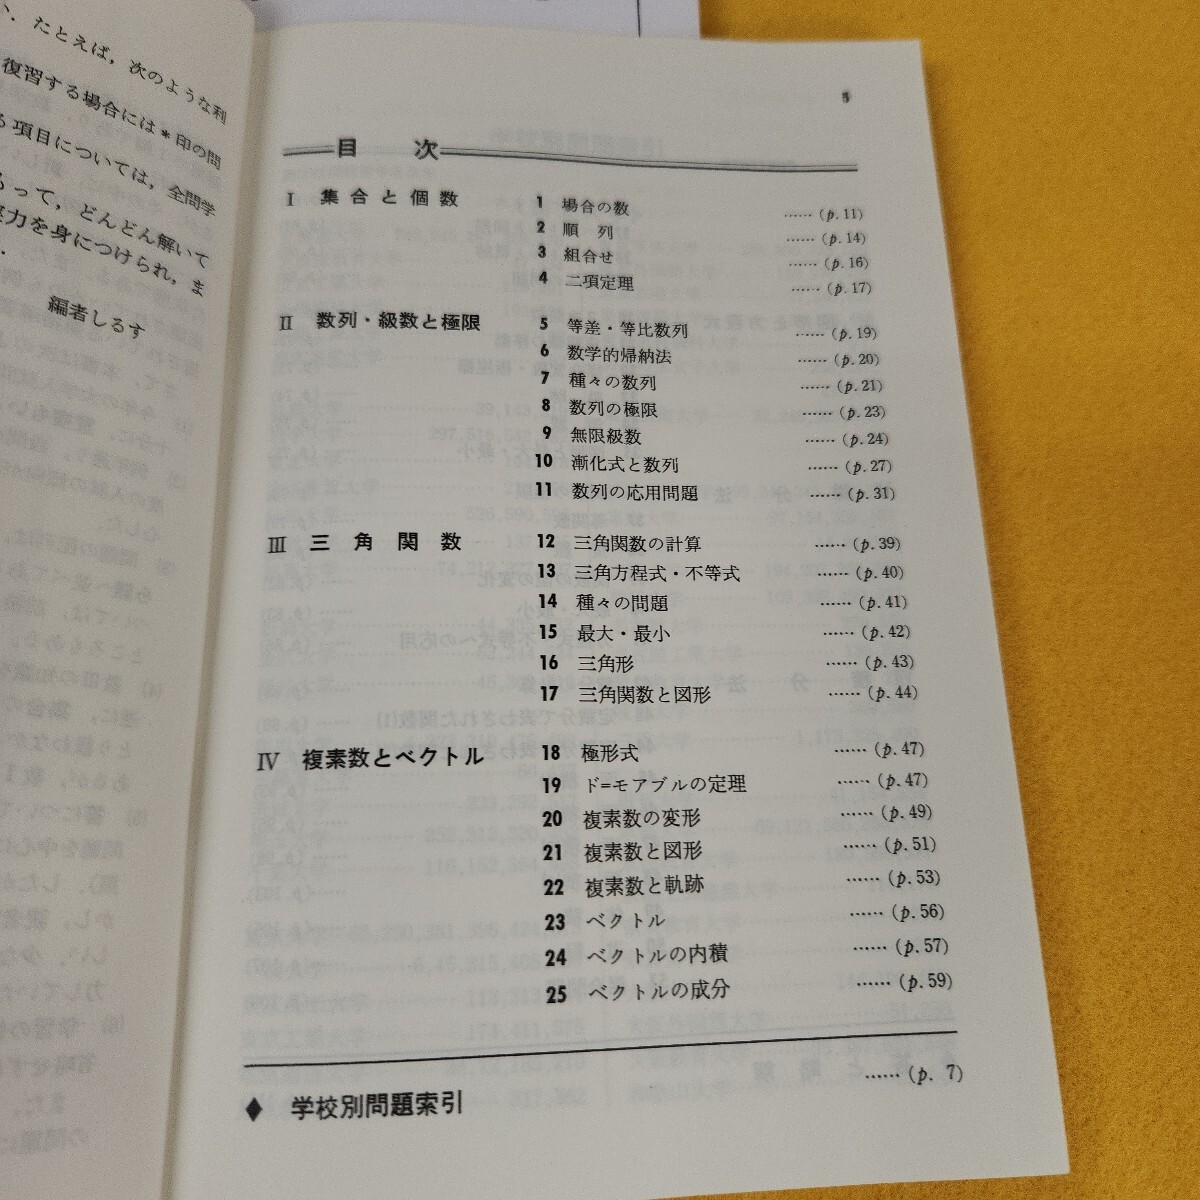 たとえば，次のような利
復習する場合には＊印の問
る項目については，全問学
って，どんどん解いて
力を身につけられ，ま
編者しるす
5
目 次
Ⅰ 集合と個数 1 場合の数 ……(p.11)
2 順 列 ……(p.14)
3 組合せ ……(p.16)
4 二項定理 ……(p.17)
Ⅱ 数列・級数と極限 5 等差・等比数列 ……(p.19)
6 数学的帰納法 ……(p.20)
7 種々の数列 ……(p.21)
8 数列の極限 ……(p.23)
9 無限級数 ……(p.24)
10 漸化式と数列 ……(p.27)
11 数列の応用問題 ……(p.31)
Ⅲ 三角関数 12 三角関数の計算 ……(p.39)
13 三角方程式・不等式 ……(p.40)
14 種々の問題 ……(p.41)
15 最大・最小 ……(p.42)
16 三角形 ……(p.43)
17 三角関数と図形 ……(p.44)
Ⅳ 複素数とベクトル 18 極形式 ……(p.47)
19 ド=モアブルの定理 ……(p.47)
20 複素数の変形 ……(p.49)
21 複素数と図形 ……(p.51)
22 複素数と軌跡 ……(p.53)
23 ベクトル ……(p.56)
24 ベクトルの内積 ……(p.57)
25 ベクトルの成分 ……(p.59)
◆ 学校別問題索引 ……(p. 7)